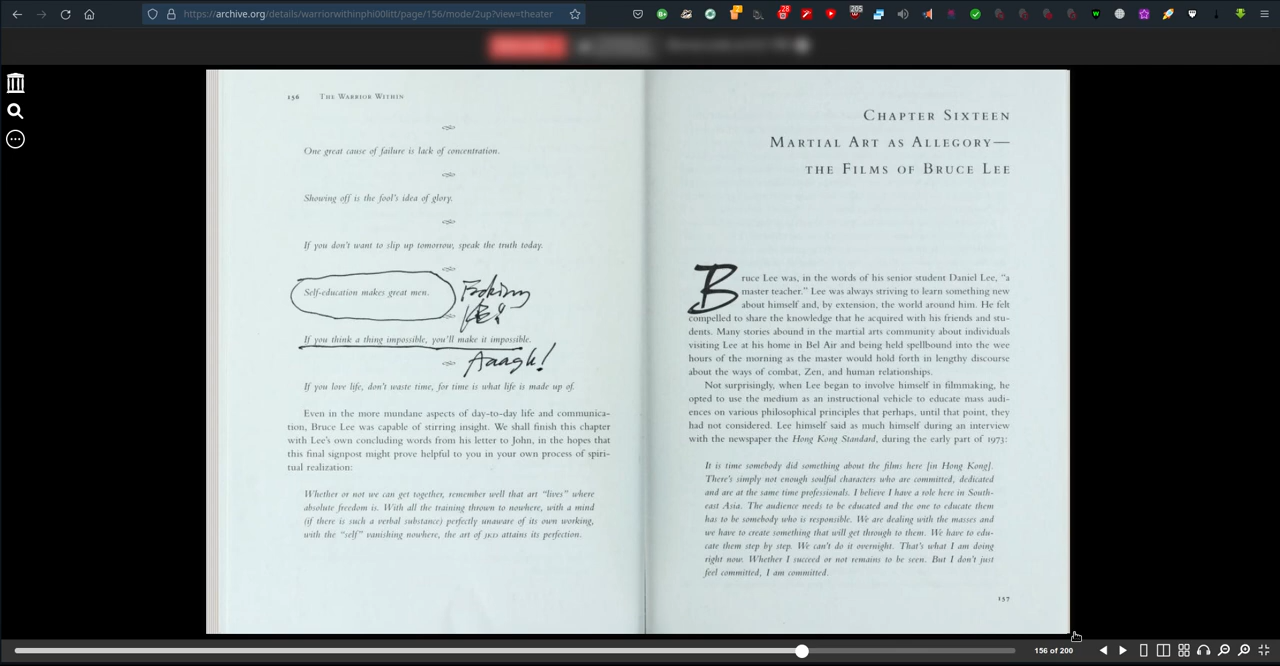 https://archive.org/details/warriorwithinphi00litt/page/156/mode/2up?view=theater
28
205
156 THE WARRIOR WITHIN
One great cause of failure is lack of concentration.
Showing off is the fool's idea of glory.
If you don't want to slip up tomorrow, speak the truth today.
Self-education makes great men.
If you think a thing impossible, you'll make it impossible.
Aaagh!
If you love life, don't waste time, for time is what life is made up of.
Even in the more mundane aspects of day-to-day life and communica-
tion, Bruce Lee was capable of stirring insight. We shall finish this chapter
with Lee's own concluding words from his letter to John, in the hopes that
this final signpost might prove helpful to you in your own process of spiri-
tual realization:
Whether or not we can get together, remember well that art "lives" where
absolute freedom is. With all the training thrown to nowhere, with a mind
(if there is such a verbal substance) perfectly unaware of its own working,
with the "self" vanishing nowhere, the art of JKD attains its perfection.
CHAPTER SIXTEEN
MARTIAL ART AS ALLEGORY—
THE FILMS OF BRUCE LEE
Bruce Lee was, in the words of his senior student Daniel Lee, "a
master teacher." Lee was always striving to learn something new
about himself and, by extension, the world around him. He felt
compelled to share the knowledge that he acquired with his friends and stu-
dents. Many stories abound in the martial arts community about individuals
visiting Lee at his home in Bel Air and being held spellbound into the wee
hours of the morning as the master would hold forth in lengthy discourse
about the ways of combat, Zen, and human relationships.
Not surprisingly, when Lee began to involve himself in filmmaking, he
opted to use the medium as an instructional vehicle to educate mass audi-
ences on various philosophical principles that perhaps, until that point, they
had not considered. Lee himself said as much himself during an interview
with the newspaper the Hong Kong Standard, during the early part of 1973:
It is time somebody did something about the films here [in Hong Kong].
There's simply not enough soulful characters who are committed, dedicated
and are at the same time professionals. I believe I have a role here in South-
east Asia. The audience needs to be educated and the one to educate them
has to be somebody who is responsible. We are dealing with the masses and
we have to create something that will get through to them. We have to edu-
cate them step by step. We can't do it overnight. That's what I am doing
right now. Whether I succeed or not remains to be seen. But I don't just
feel committed, I am committed.
157
156 of 200